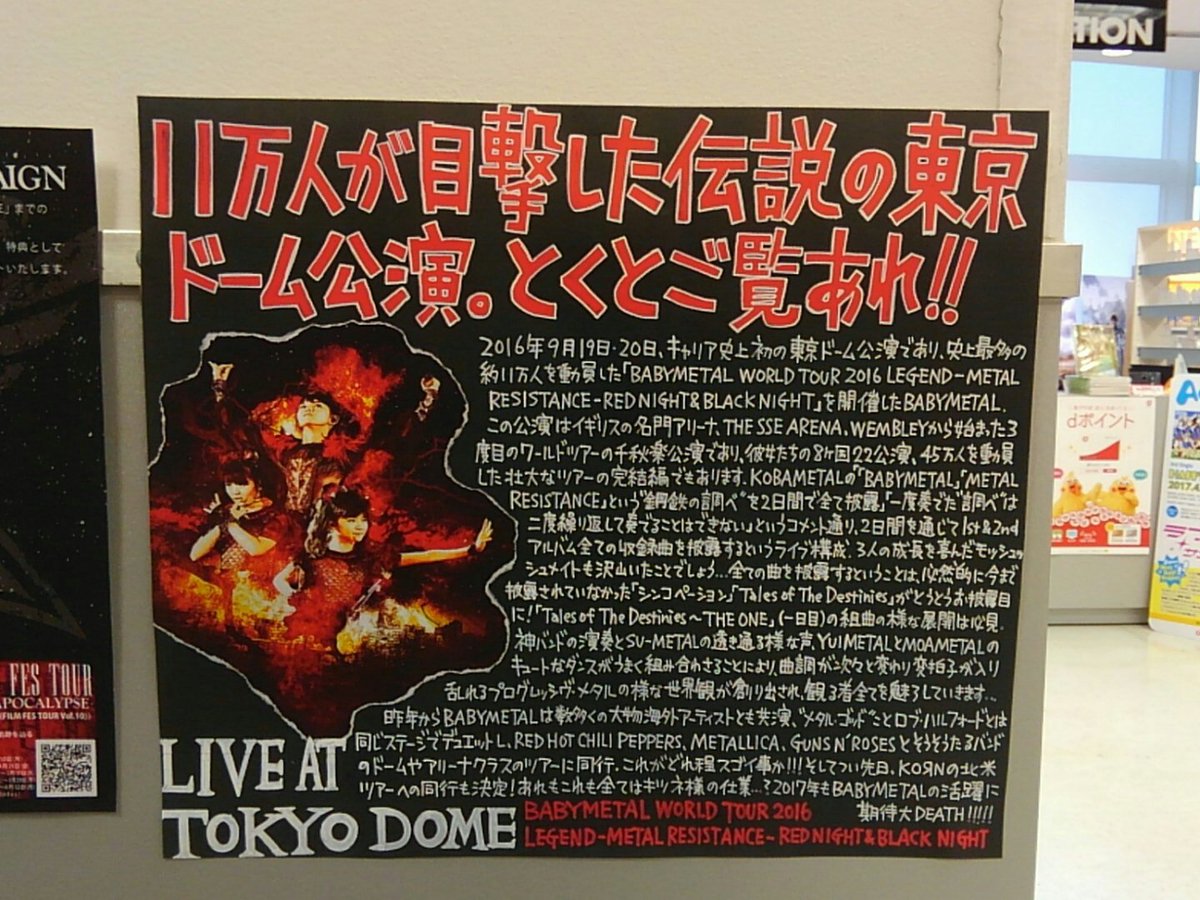 11万人が目撃した伝説の東京
ドーム公演。とくとご覧あれ!!
2016年9月19日・20日、キャリア史上初の東京ドーム公演であり、史上最多の
約11万人を動員した「BABYMETAL WORLD TOUR 2016 LEGEND-METAL
RESISTANCE-RED NIGHT & BLACK NIGHT」を開催したBABYMETAL.
この公演はイギリスの名門アリーナ、THE SSE ARENA, WEMBLEYから始まった3
度目のワールドツアーの千秋楽公演であり、彼女たちの8ヶ国22公演、45万人を動員
した壮大なツアーの完結編でもあります。KOBAMETALの「"BABYMETAL」「METAL
RESISTANCE」という"鋼鉄の調べ"を2日間で全て披露」「一度奏でた"調べ"は
二度繰り返して奏でることはできない」というコメント通り、2日間を通じて1st&2nd
アルバム全ての収録曲を披露するというライブ構成。3人の成長を喜んだモッシュッ
シュメイトも沢山いたことでしょう…全ての曲を披露するということは、必然的に今まで
披露されていなかった「シンコペーション」「Tales of The Destinies」がとうとうお披露目
に!「Tales of The Destinies〜THE ONE」(一日目)の組曲の様な展開は必見。
神バンドの演奏とSU-METALの透き通る様な声、YUIMETALとMOAMETALの
キュートなダンスがうまく組み合わさることにより、曲調が次々と変わり変拍子が入り
乱れるプログレッシヴ・メタルの様な世界観が創り出され、観る者全てを魅了していきます。
昨年からBABYMETALは数多くの大物海外アーティストとも共演、"メタル・ゴッド"ことロブ・ハルフォードとは
同じステージでデュエットし、RED HOT CHILI PEPPERS、METALLICA、GUNS N' ROSESとそうそうたるバンド
のドームやアリーナクラスのツアーに同行。これがどれ程スゴイ事か!!!そしてつい先日、KORNの北米
ツアーへの同行も決定!あれもこれも全てはキツネ様の仕業…?2017年もBABYMETALの活躍に
期待大DEATH!!!!!
LIVE AT
TOKYO DOME
BABYMETAL WORLD TOUR 2016
LEGEND-METAL RESISTANCE-RED NIGHT & BLACK NIGHT
AIGN
」までの
特典として
いたします。
FES TOUR
APOCALYPSE
(FILM FES TOUR Vol.10)
TION
dポイント
2017.4